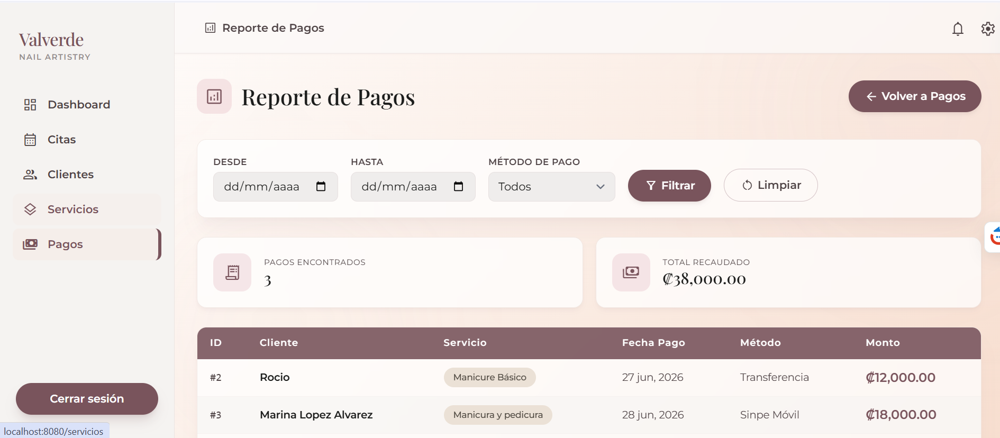 Valverde
NAIL ARTISTRY
Dashboard
Citas
Clientes
Servicios
Pagos
Cerrar sesión
localhost:8080/servicios
Reporte de Pagos
Reporte de Pagos
Volver a Pagos
DESDE
dd/mm/aaaa
HASTA
dd/mm/aaaa
MÉTODO DE PAGO
Todos
Filtrar
Limpiar
PAGOS ENCONTRADOS
3
TOTAL RECAUDADO
₡38,000.00
ID Cliente Servicio Fecha Pago Método Monto
#2 Rocio Manicure Básico 27 jun, 2026 Transferencia ₡12,000.00
#3 Marina Lopez Alvarez Manicura y pedicura 28 jun, 2026 Sinpe Móvil ₡18,000.00